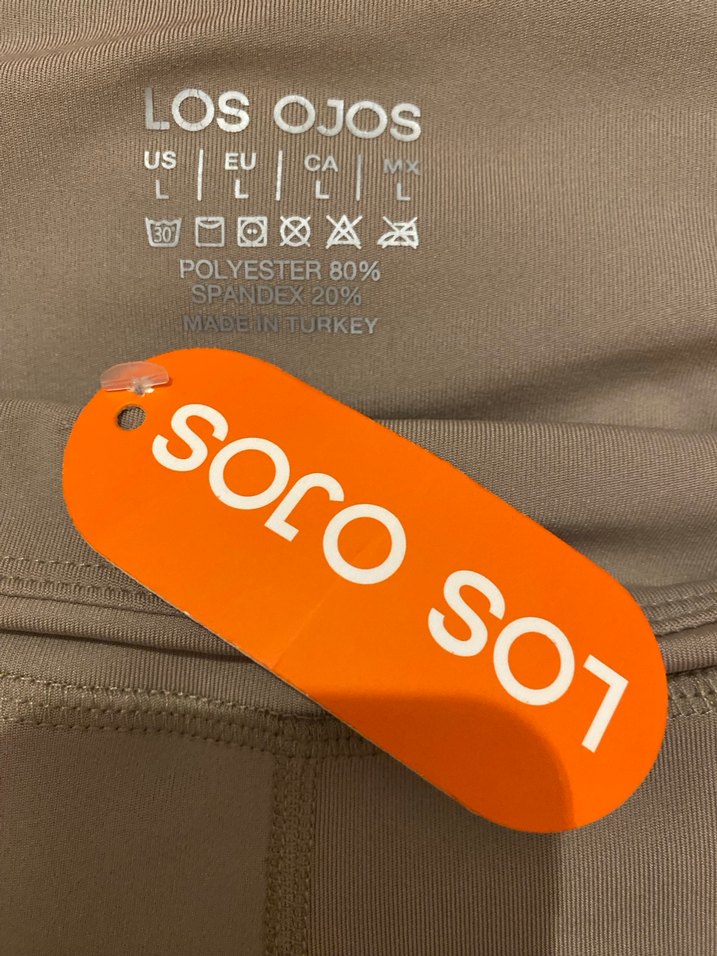 LOS OJOS
US | EU | CA | MX
L | L | L | L
30°
POLYESTER 80%
SPANDEX 20%
MADE IN TURKEY
LOS OJOS